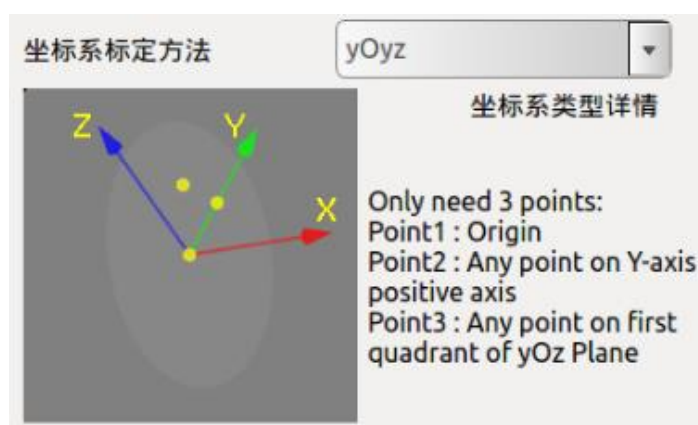 坐标系标定方法
yOyz
坐标系类型详情
Z
Y
X
Only need 3 points:
Point1 : Origin
Point2 : Any point on Y-axis
positive axis
Point3 : Any point on first
quadrant of yOz Plane